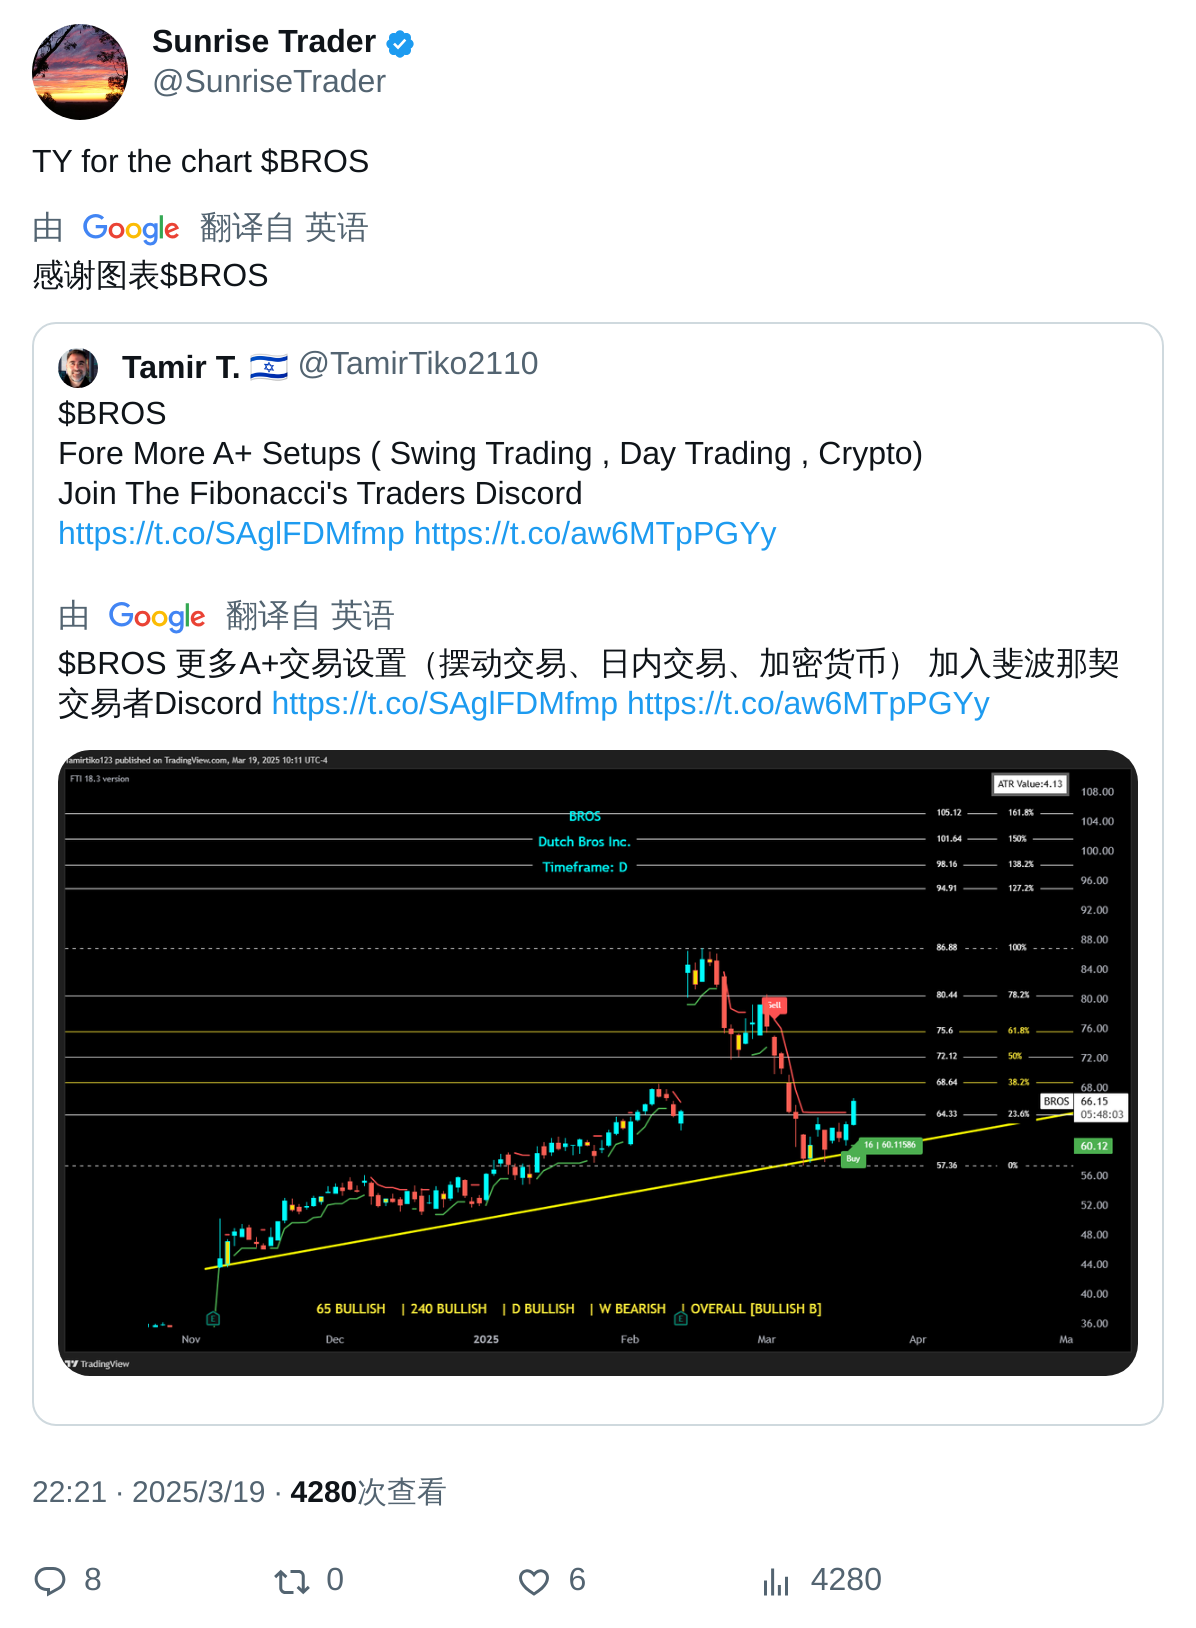 Sunrise Trader
@SunriseTrader
TY for the chart $BROS
由 Google 翻译自 英语
感谢图表$BROS
Tamir T. 🇮🇱 @TamirTiko2110
$BROS
Fore More A+ Setups ( Swing Trading , Day Trading , Crypto)
Join The Fibonacci's Traders Discord
https://t.co/SAglFDMfmp https://t.co/aw6MTpPGYy
由 Google 翻译自 英语
$BROS 更多A+交易设置（摆动交易、日内交易、加密货币） 加入斐波那契
交易者Discord https://t.co/SAglFDMfmp https://t.co/aw6MTpPGYy
amirtiko123 published on TradingView.com, Mar 19, 2025 10:11 UTC-4
FTI 18.3 version
ATR Value:4.13
108.00
105.12 161.8%
BROS
104.00
101.64 150%
Dutch Bros Inc.
100.00
98.16 138.2%
Timeframe: D
96.00
94.91 127.2%
92.00
88.00
86.88 100%
84.00
80.44 78.2%
80.00
Sell
75.6 61.8%
76.00
72.12 50%
72.00
68.64 38.2%
68.00
BROS 66.15
05:48:03
64.33 23.6%
16 | 60.11586
60.12
Buy
57.36 0%
56.00
52.00
48.00
44.00
40.00
65 BULLISH | 240 BULLISH | D BULLISH | W BEARISH | OVERALL [BULLISH B]
E E
36.00
Nov Dec 2025 Feb Mar Apr Ma
TradingView
22:21 · 2025/3/19 · 4280次查看
8 0 6 4280